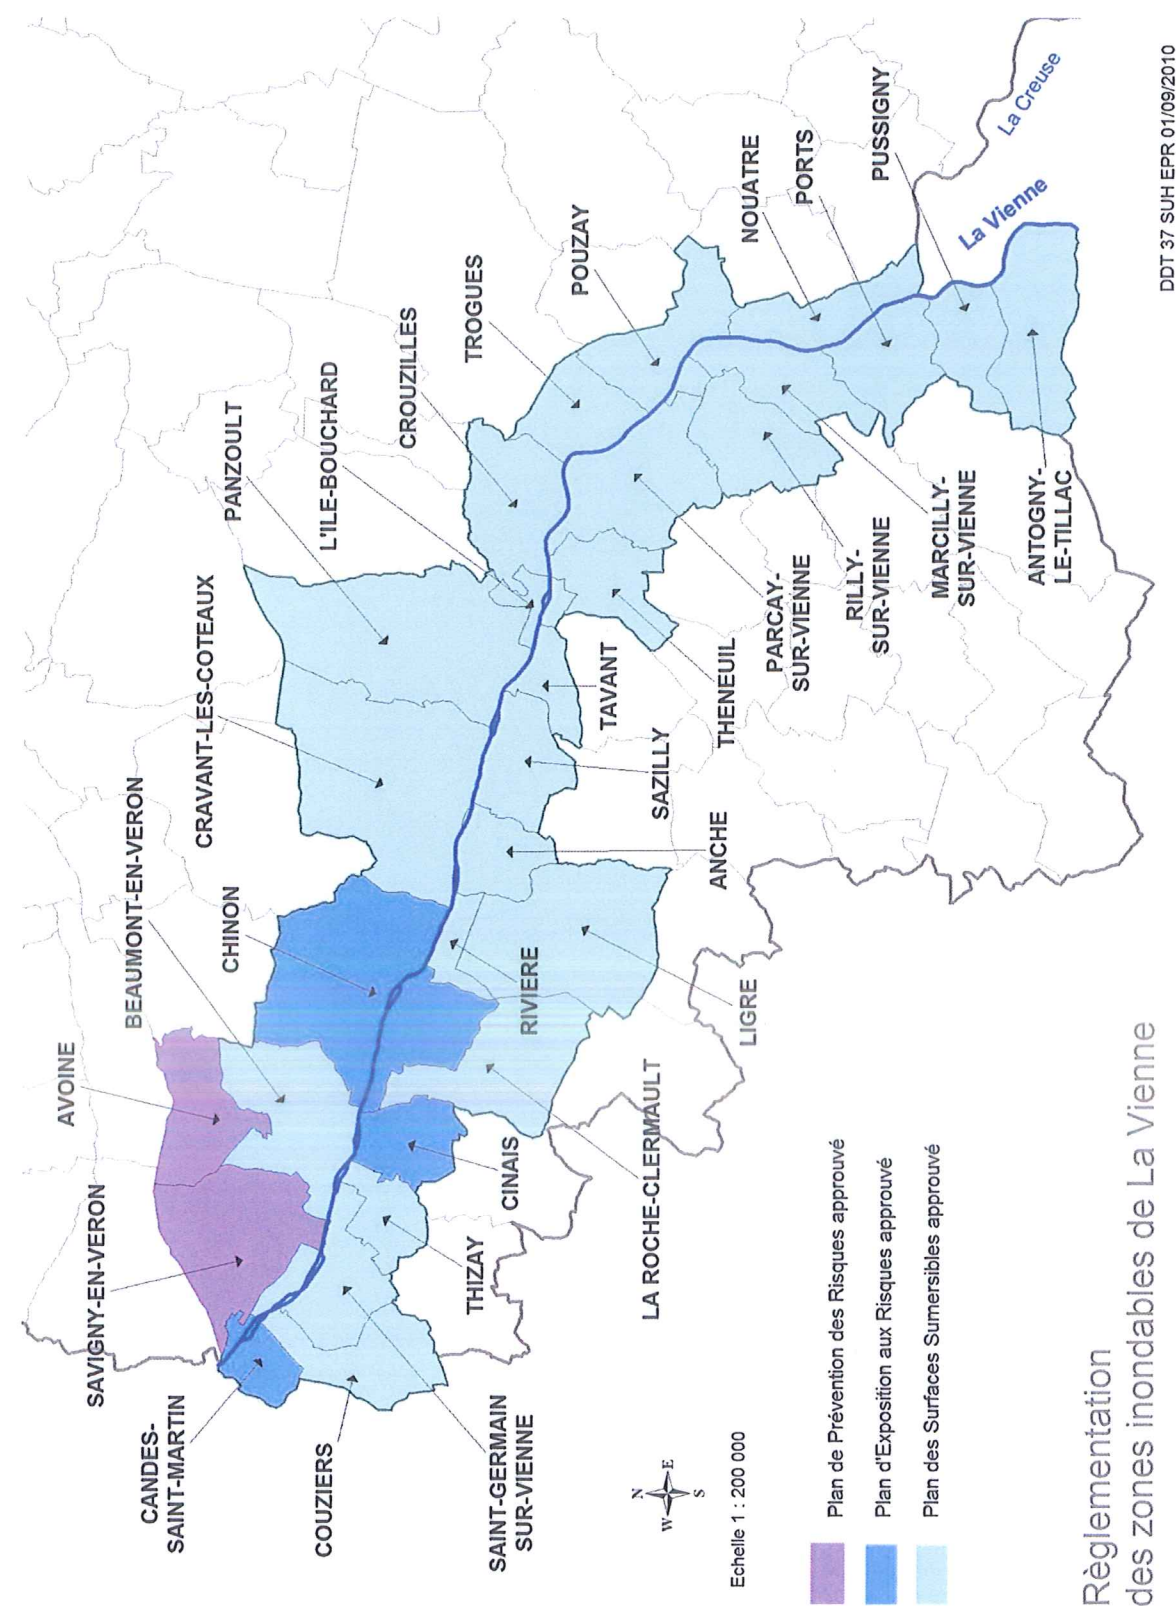 SAVIGNY-EN-VERON
AVOINE
BEAUMONT-EN-VERON
CHINON
CRAVANT-LES-COTEAUX
PANZOULT
L'ILE-BOUCHARD
CROUZILLES
TROGUES
POUZAY
NOUATRE
PORTS
PUSSIGNY
La Creuse
La Vienne
CANDES-
SAINT-MARTIN
COUZIERS
SAINT-GERMAIN
SUR-VIENNE
THIZAY
CINAIS
LA ROCHE-CLERMAULT
RIVIERE
LIGRE
ANCHE
SAZILLY
TAVANT
THENEUIL
PARCAY-
SUR-VIENNE
RILLY-
SUR-VIENNE
MARCILLY-
SUR-VIENNE
ANTOGNY-
LE-TILLAC
N
W
E
S
Echelle 1 : 200 000
Plan de Prévention des Risques approuvé
Plan d'Exposition aux Risques approuvé
Plan des Surfaces Sumersibles approuvé
Règlementation
des zones inondables de La Vienne
DDT 37 SUH EPR 01/09/2010